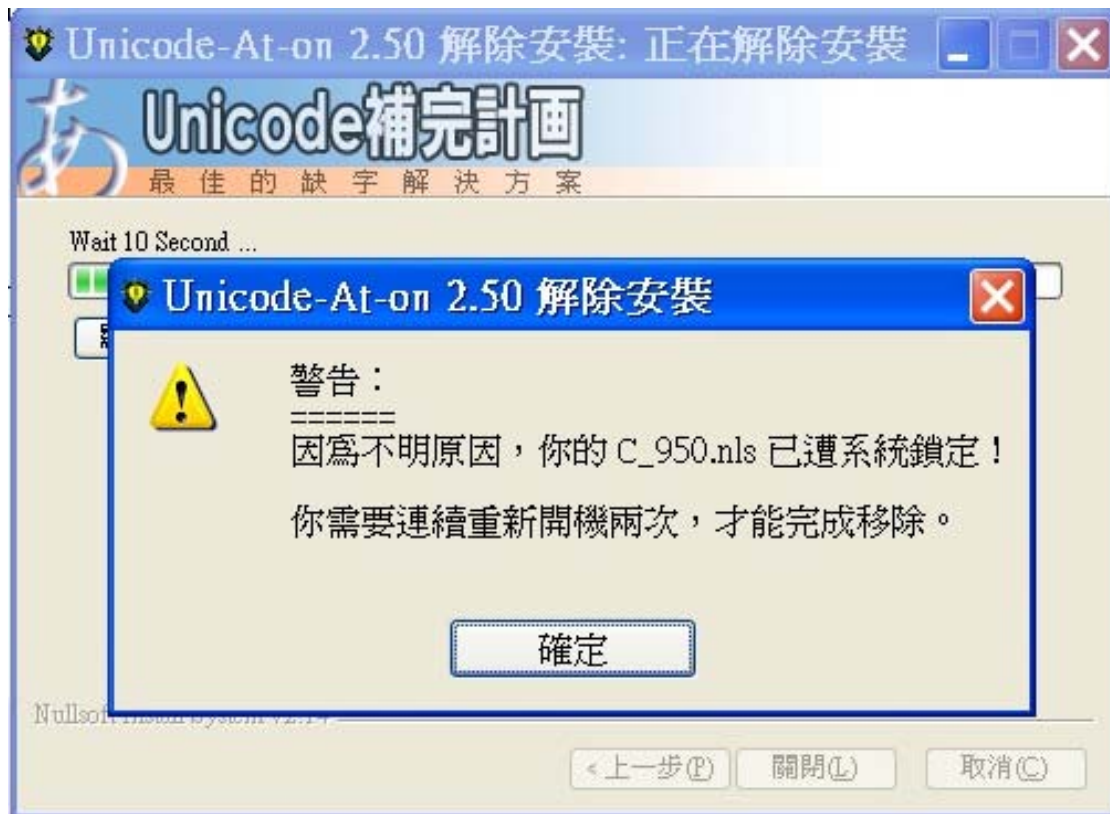 Unicode-At-on 2.50 解除安裝: 正在解除安裝
あ
Unicode補完計画
最佳的缺字解決方案
Wait 10 Second ...
Unicode-At-on 2.50 解除安裝
警告：
======
因為不明原因，你的 C_950.nls 已遭系統鎖定！
你需要連續重新開機兩次，才能完成移除。
確定
<上一步(P)
關閉(L)
取消(C)